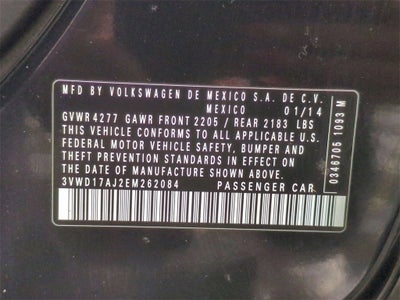 MFD BY VOLKSWAGEN DE MEXICO S.A. DE C.V.
MEXICO 01/14
GVWR 4277 GAWR FRONT 2205 / REAR 2183 LBS
THIS VEHICLE CONFORMS TO ALL APPLICABLE U.S.
FEDERAL MOTOR VEHICLE SAFETY, BUMPER AND
THEFT PREVENTION STANDARDS IN EFFECT ON
THE DATE OF MANUFACTURE SHOWN ABOVE.
3VWD17AJ2EM262084 PASSENGER CAR
0346705 1093 M